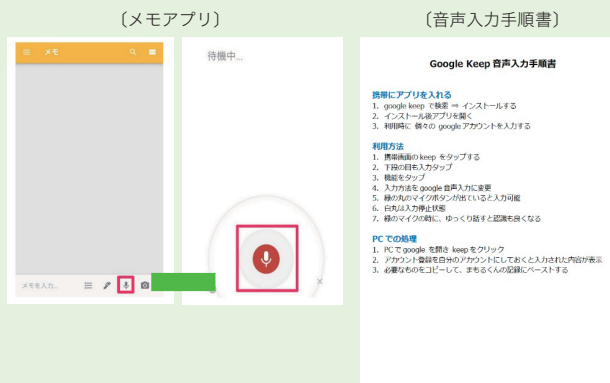 〔メモアプリ〕
メモ
メモを入力...
待機中...
〔音声入力手順書〕
Google Keep 音声入力手順書
携帯にアプリを入れる
1. google keep で検索 ⇒ インストールする
2. インストール後アプリを開く
3. 利用時に 個々の google アカウントを入力する
利用方法
1. 携帯画面の keep をタップする
2. 下段の目も入力タップ
3. 機能をタップ
4. 入力方法を google 音声入力に変更
5. 緑の丸のマイクボタンが出ていると入力可能
6. 白丸は入力停止状態
7. 緑のマイクの時に、ゆっくり話すと認識も良くなる
PC での処理
1. PC で google を開き keep をクリック
2. アカウント登録を自分のアカウントにしておくと入力された内容が表示
3. 必要なものをコピーして、まもるくんの記録にペーストする